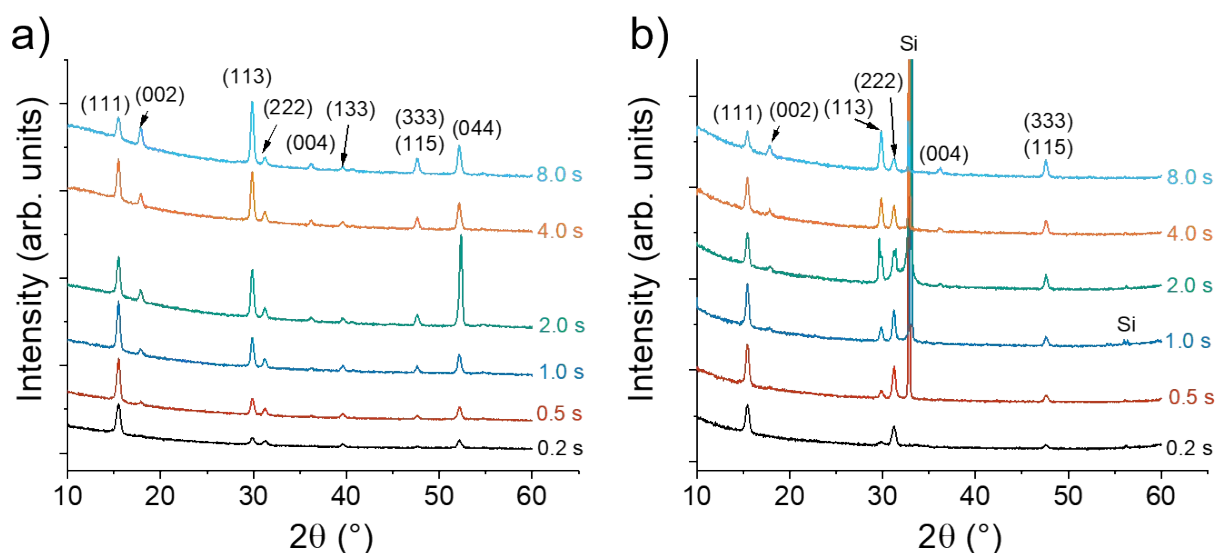 a)
Intensity (arb. units)
(111)
(002)
(113)
(222)
(004)
(133)
(333)
(115)
(044)
8.0 s
4.0 s
2.0 s
1.0 s
0.5 s
0.2 s
10 20 30 40 50 60
2θ (°)
b)
Intensity (arb. units)
Si
(111)
(002)
(113)
(222)
(004)
(333)
(115)
8.0 s
4.0 s
2.0 s
Si
1.0 s
0.5 s
0.2 s
10 20 30 40 50 60
2θ (°)